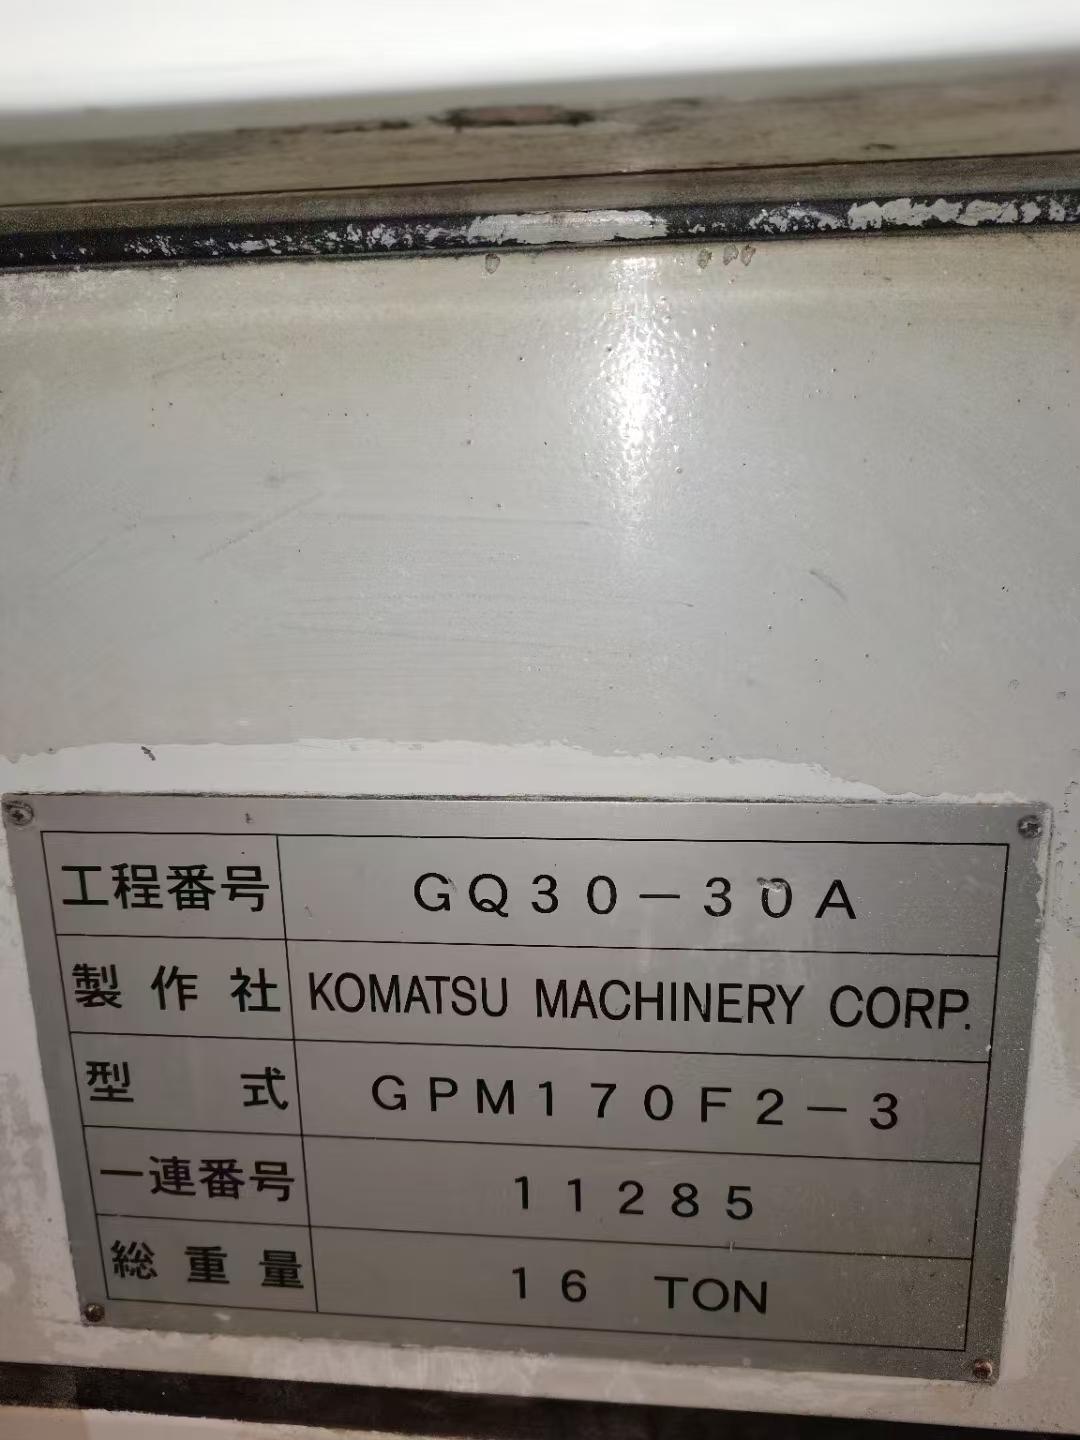 工程番号 GQ30-30A
製作社 KOMATSU MACHINERY CORP.
型式 GPM170F2-3
一連番号 11285
総重量 16 TON